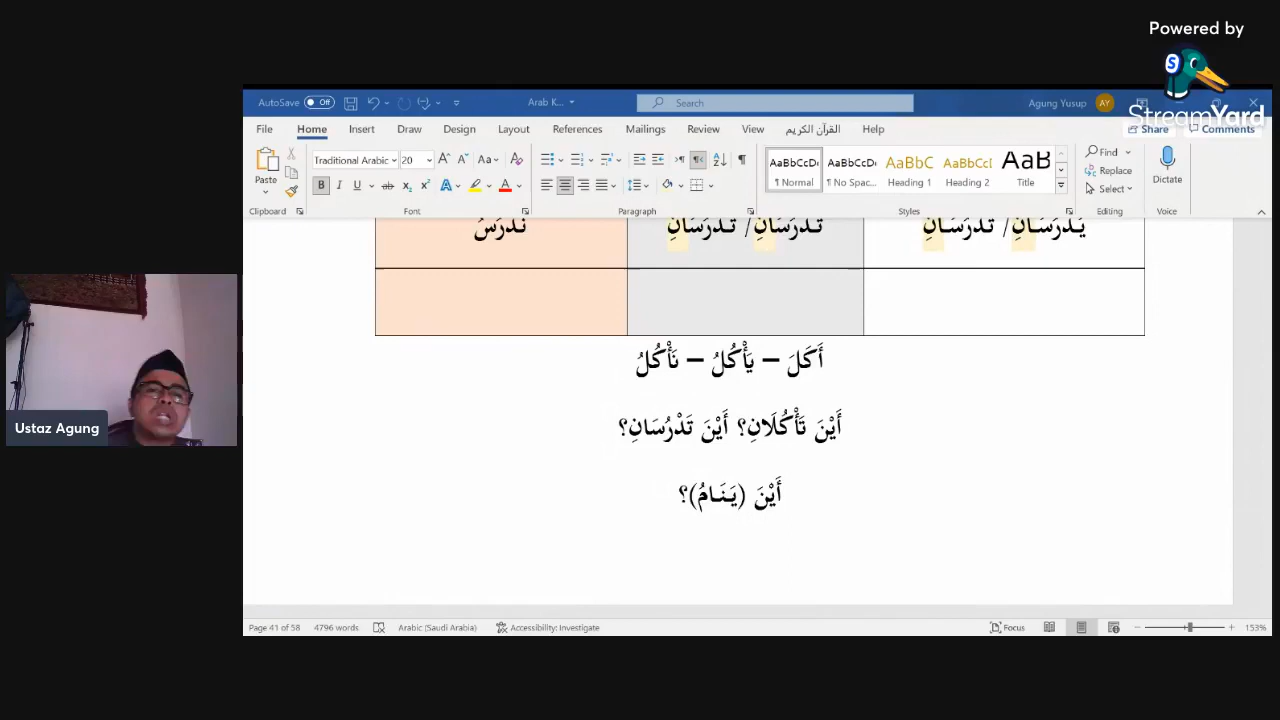 Powered by
StreamYard
AutoSave Off Arab K... Search Agung Yusup AY
File Home Insert Draw Design Layout References Mailings Review View القرآن الكريم Help Share Comments
Paste Traditional Arabic 20 AaBbCcDc AaBbCcDc AaBbC AaBbCcD AaB Find Replace Select Dictate
¶ Normal ¶ No Spac... Heading 1 Heading 2 Title
Clipboard Font Paragraph Styles Editing Voice
يَدْرَسَانِ/ تَدْرَسَانِ تَدْرَسَانِ/ تَدْرَسَانِ نَدْرَسُ
أَكَلَ – يَأْكُلُ – نَأْكُلُ
أَيْنَ تَأْكُلَانِ؟ أَيْنَ تَدْرُسَانِ؟
أَيْنَ (يَنَامُ)؟
Ustaz Agung
Page 41 of 58 4796 words Arabic (Saudi Arabia) Accessibility: Investigate Focus 153%